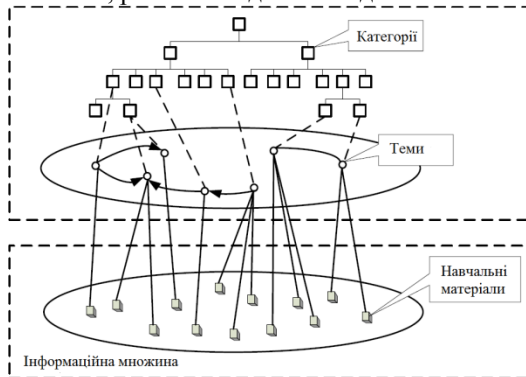 Категорії
Теми
Навчальні
матеріали
Інформаційна множина